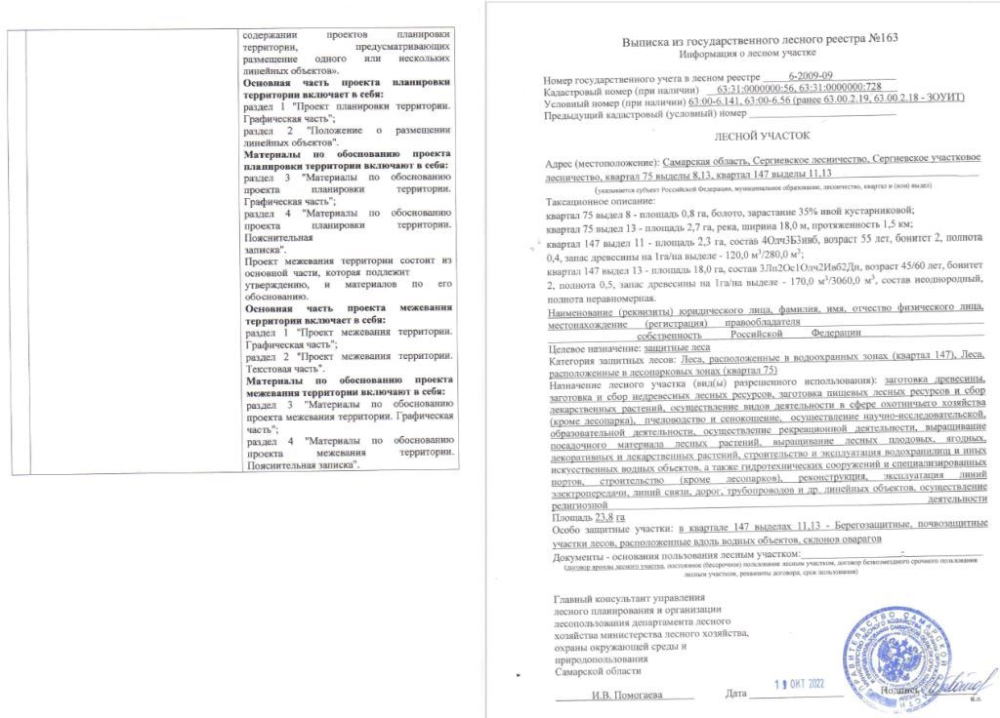 содержании проектов планировки
территории, предусматривающих
размещение одного или нескольких
линейных объектов».
Основная часть проекта планировки
территории включает в себя:
раздел 1 "Проект планировки территории.
Графическая часть";
раздел 2 "Положение о размещении
линейных объектов".
Материалы по обоснованию проекта
планировки территории включают в себя:
раздел 3 "Материалы по обоснованию
проекта планировки территории.
Графическая часть";
раздел 4 "Материалы по обоснованию
проекта планировки территории.
Пояснительная
записка".
Проект межевания территории состоит из
основной части, которая подлежит
утверждению, и материалов по его
обоснованию.
Основная часть проекта межевания
территории включает в себя:
раздел 1 "Проект межевания территории.
Графическая часть";
раздел 2 "Проект межевания территории.
Текстовая часть".
Материалы по обоснованию проекта
межевания территории включают в себя:
раздел 3 "Материалы по обоснованию
проекта межевания территории. Графическая
часть";
раздел 4 "Материалы по обоснованию
проекта межевания территории.
Пояснительная записка".
Выписка из государственного лесного реестра №163
Информация о лесном участке
Номер государственного учета в лесном реестре 6-2009-09
Кадастровый номер (при наличии) 63:31:0000000:56, 63:31:0000000:728
Условный номер (при наличии) 63:00-6.141, 63:00-6.56 (ранее 63.00.2.19, 63.00.2.18 - ЗОУИТ)
Предыдущий кадастровый (условный) номер
ЛЕСНОЙ УЧАСТОК
Адрес (местоположение): Самарская область, Сергиевское лесничество, Сергиевское участковое
лесничество, квартал 75 выделы 8,13, квартал 147 выделы 11,13
(указывается субъект Российской Федерации, муниципальное образование, лесничество, квартал и (или) выдел)
Таксационное описание:
квартал 75 выдел 8 - площадь 0,8 га, болото, зарастание 35% ивой кустарниковой;
квартал 75 выдел 13 - площадь 2,7 га, река, ширина 18,0 м, протяженность 1,5 км;
квартал 147 выдел 11 - площадь 2,3 га, состав 4Олч3Б3ивб, возраст 55 лет, бонитет 2, полнота
0,4, запас древесины на 1га/на выделе - 120,0 м³/280,0 м³;
квартал 147 выдел 13 - площадь 18,0 га, состав 3Лп2Ос1Олч2Ивб2Дн, возраст 45/60 лет, бонитет
2, полнота 0,5, запас древесины на 1га/на выделе - 170,0 м³/3060,0 м³, состав неоднородный,
полнота неравномерная.
Наименование (реквизиты) юридического лица, фамилия, имя, отчество физического лица,
местонахождение (регистрация) правообладателя
собственность Российской Федерации
Целевое назначение: защитные леса
Категория защитных лесов: Леса, расположенные в водоохранных зонах (квартал 147), Леса,
расположенные в лесопарковых зонах (квартал 75)
Назначение лесного участка (вид(ы) разрешенного использования): заготовка древесины,
заготовка и сбор недревесных лесных ресурсов, заготовка пищевых лесных ресурсов и сбор
лекарственных растений, осуществление видов деятельности в сфере охотничьего хозяйства
(кроме лесопарка), пчеловодство и сенокошение, осуществление научно-исследовательской,
образовательной деятельности, осуществление рекреационной деятельности, выращивание
посадочного материала лесных растений, выращивание лесных плодовых, ягодных,
декоративных и лекарственных растений, строительство и эксплуатация водохранилищ и иных
искусственных водных объектов, а также гидротехнических сооружений и специализированных
портов, строительство (кроме лесопарков), реконструкция, эксплуатация линий
электропередачи, линий связи, дорог, трубопроводов и др. линейных объектов, осуществление
религиозной деятельности
Площадь 23,8 га
Особо защитные участки: в квартале 147 выделах 11,13 - Берегозащитные, почвозащитные
участки лесов, расположенные вдоль водных объектов, склонов оварагов
Документы - основания пользования лесным участком: -
(договор аренды лесного участка, постоянное (бессрочное) пользование лесным участком, договор безвозмездного срочного пользования
лесным участком, реквизиты договора, срок пользования)
Главный консультант управления
лесного планирования и организации
лесопользования департамента лесного
хозяйства министерства лесного хозяйства,
охраны окружающей среды и
природопользования
Самарской области
И.В. Помогаева Дата 19 ОКТ 2022 Подпись